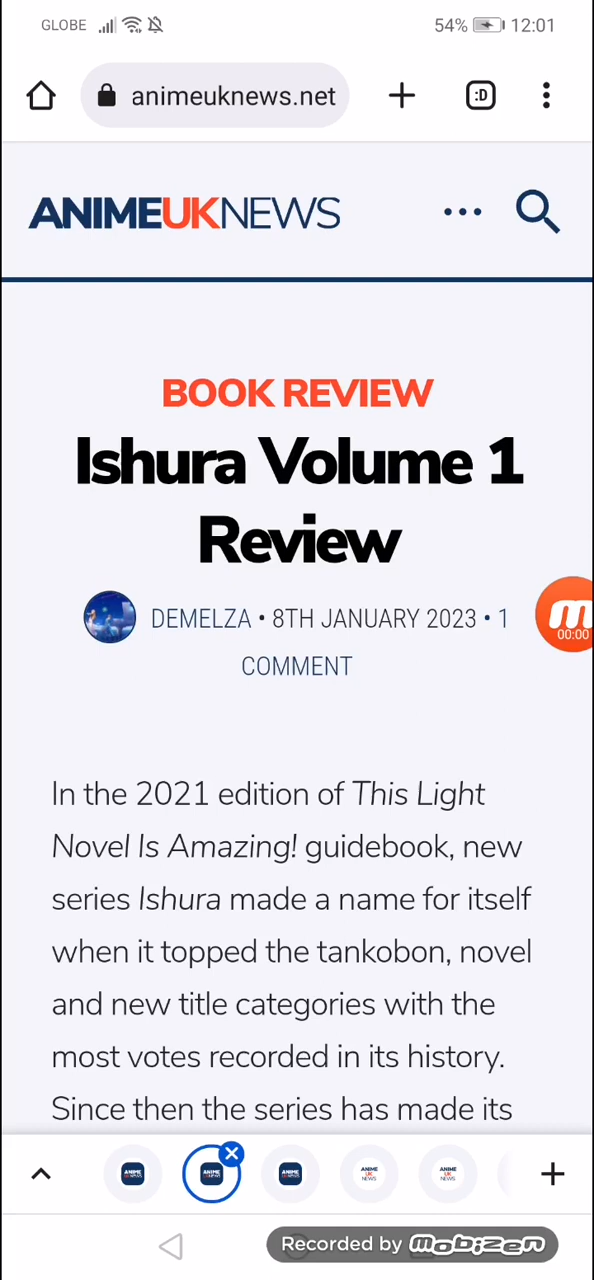 GLOBE 54% 12:01
animeuknews.net :D
ANIMEUKNEWS
BOOK REVIEW
Ishura Volume 1
Review
DEMELZA • 8TH JANUARY 2023 • 1
COMMENT
00:00
In the 2021 edition of This Light
Novel Is Amazing! guidebook, new
series Ishura made a name for itself
when it topped the tankobon, novel
and new title categories with the
most votes recorded in its history.
Since then the series has made its
Recorded by mobizen